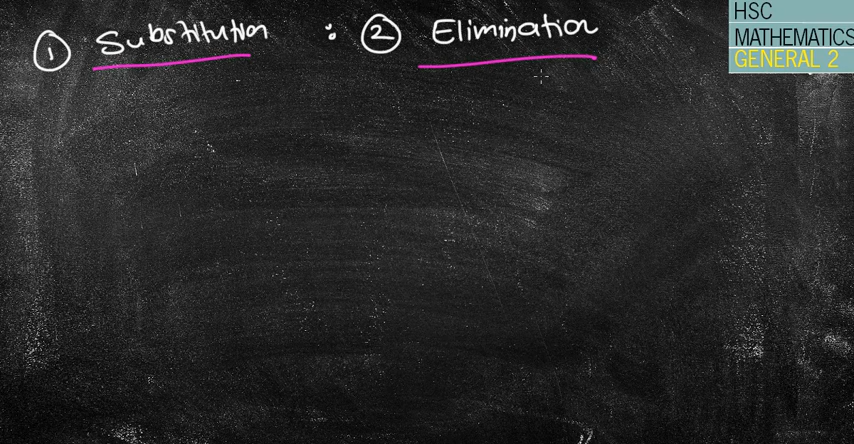 ① Substitution : ② Elimination
HSC
MATHEMATICS
GENERAL 2